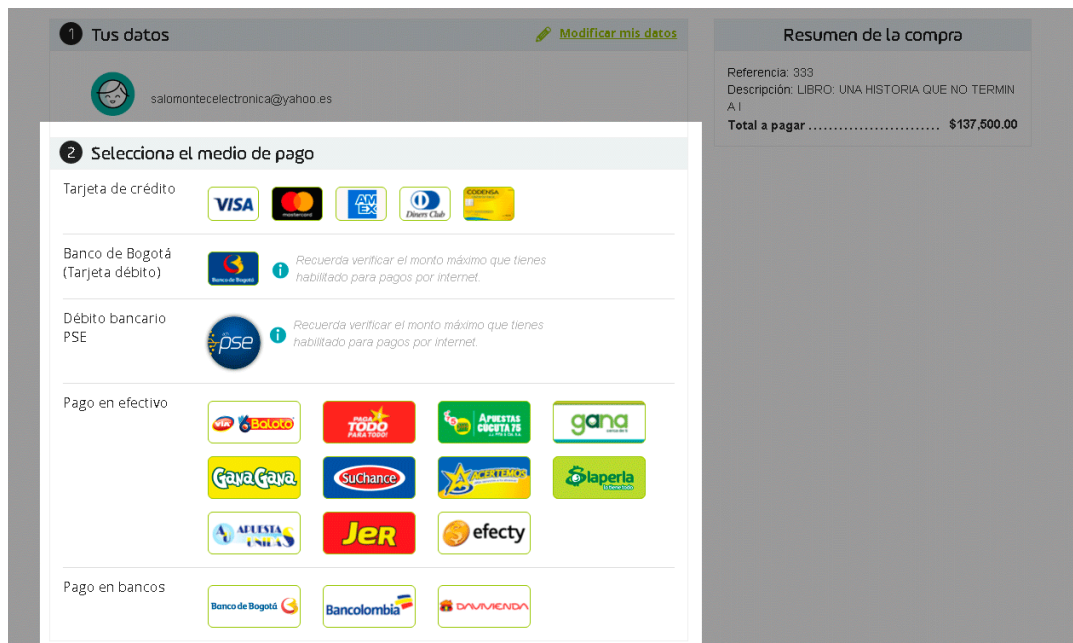 1 Tus datos
Modificar mis datos
salomontecelectronica@yahoo.es
Resumen de la compra
Referencia: 333
Descripción: LIBRO: UNA HISTORIA QUE NO TERMIN
A I
Total a pagar .......................... $137,500.00
2 Selecciona el medio de pago
Tarjeta de crédito
VISA
mastercard
AM
EX
Diners Club
CODENSA
Banco de Bogotá
(Tarjeta débito)
Banco de Bogotá
i
Recuerda verificar el monto máximo que tienes
habilitado para pagos por internet.
Débito bancario
PSE
pse
i
Recuerda verificar el monto máximo que tienes
habilitado para pagos por internet.
Pago en efectivo
VIA Baloto
PAGA
TODO
PARA TODO!
APUESTAS
CÚCUTA 75
gana
GanaGana
SuChance
ACERTEMOS
laperla
APUESTAS
UNIDAS
JER
efecty
Pago en bancos
Banco de Bogotá
Bancolombia
DAVIVIENDA